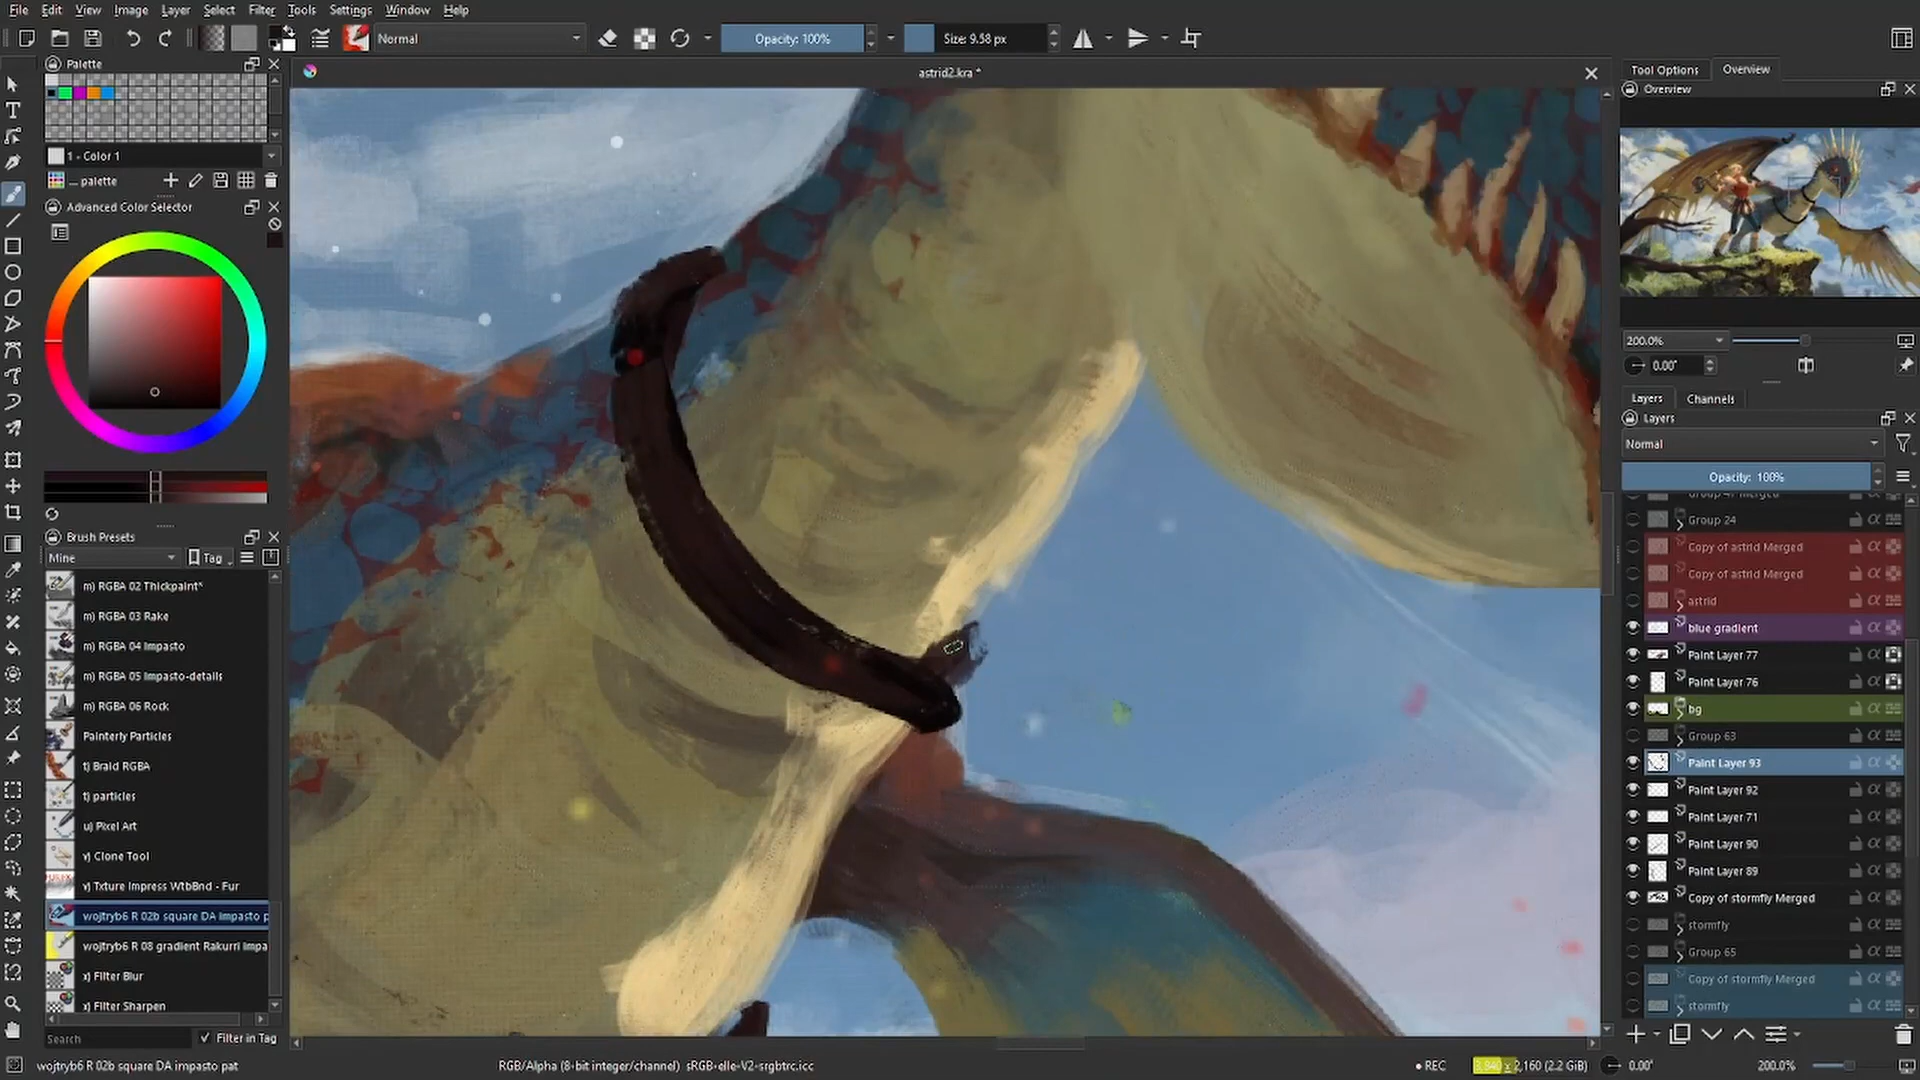 File Edit View Image Layer Select Filter Tools Settings Window Help
Normal
Opacity: 100%
Size: 9.58 px
Palette
astrid2.kra *
Tool Options
Overview
Overview
1 - Color 1
... palette
Advanced Color Selector
200.0%
0.00°
Layers
Channels
Layers
Normal
Opacity: 100%
Group 24
Copy of astrid Merged
Copy of astrid Merged
astrid
blue gradient
Paint Layer 77
Paint Layer 76
bg
Group 63
Paint Layer 93
Paint Layer 92
Paint Layer 71
Paint Layer 90
Paint Layer 89
Copy of stormfly Merged
stormfly
Group 65
Copy of stormfly Merged
stormfly
Brush Presets
Mine
Tag
m) RGBA 02 Thickpaint*
m) RGBA 03 Rake
m) RGBA 04 Impasto
m) RGBA 05 Impasto-details
m) RGBA 06 Rock
Painterly Particles
t) Braid RGBA
t) particles
u) Pixel Art
v) Clone Tool
v) Txture Impress WtbBnd - Fur
wojtryb6 R 02b square DA impasto p
wojtryb6 R 08 gradient Rakurri impa
x) Filter Blur
x) Filter Sharpen
Search
Filter in Tag
wojtryb6 R 02b square DA impasto pat
RGB/Alpha (8-bit integer/channel) sRGB-elle-V2-srgbtrc.icc
REC
3,840 x 2,160 (2.2 GiB)
0.00°
200.0%